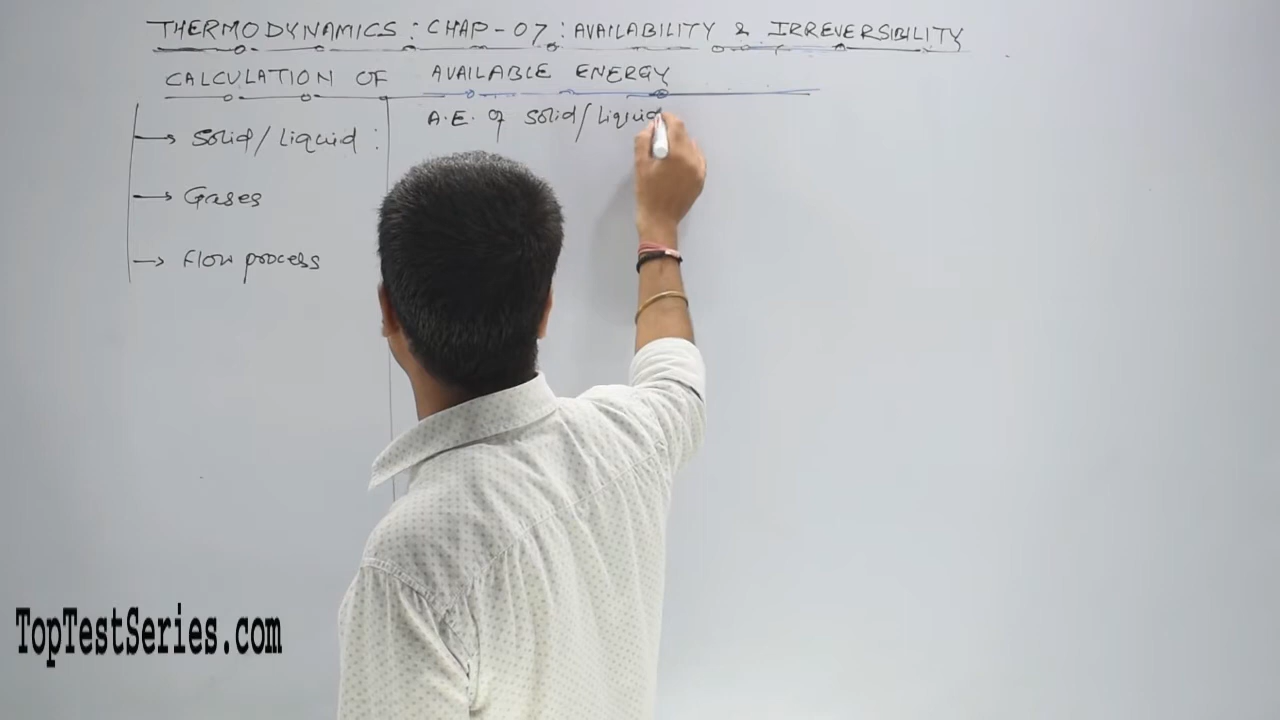 THERMODYNAMICS : CHAP-07 : AVAILABILITY & IRREVERSIBILITY
CALCULATION OF AVAILABLE ENERGY
→ Solid/Liquid :
→ Gases
→ Flow process
A.E. of Solid/Liquid
TopTestSeries.com